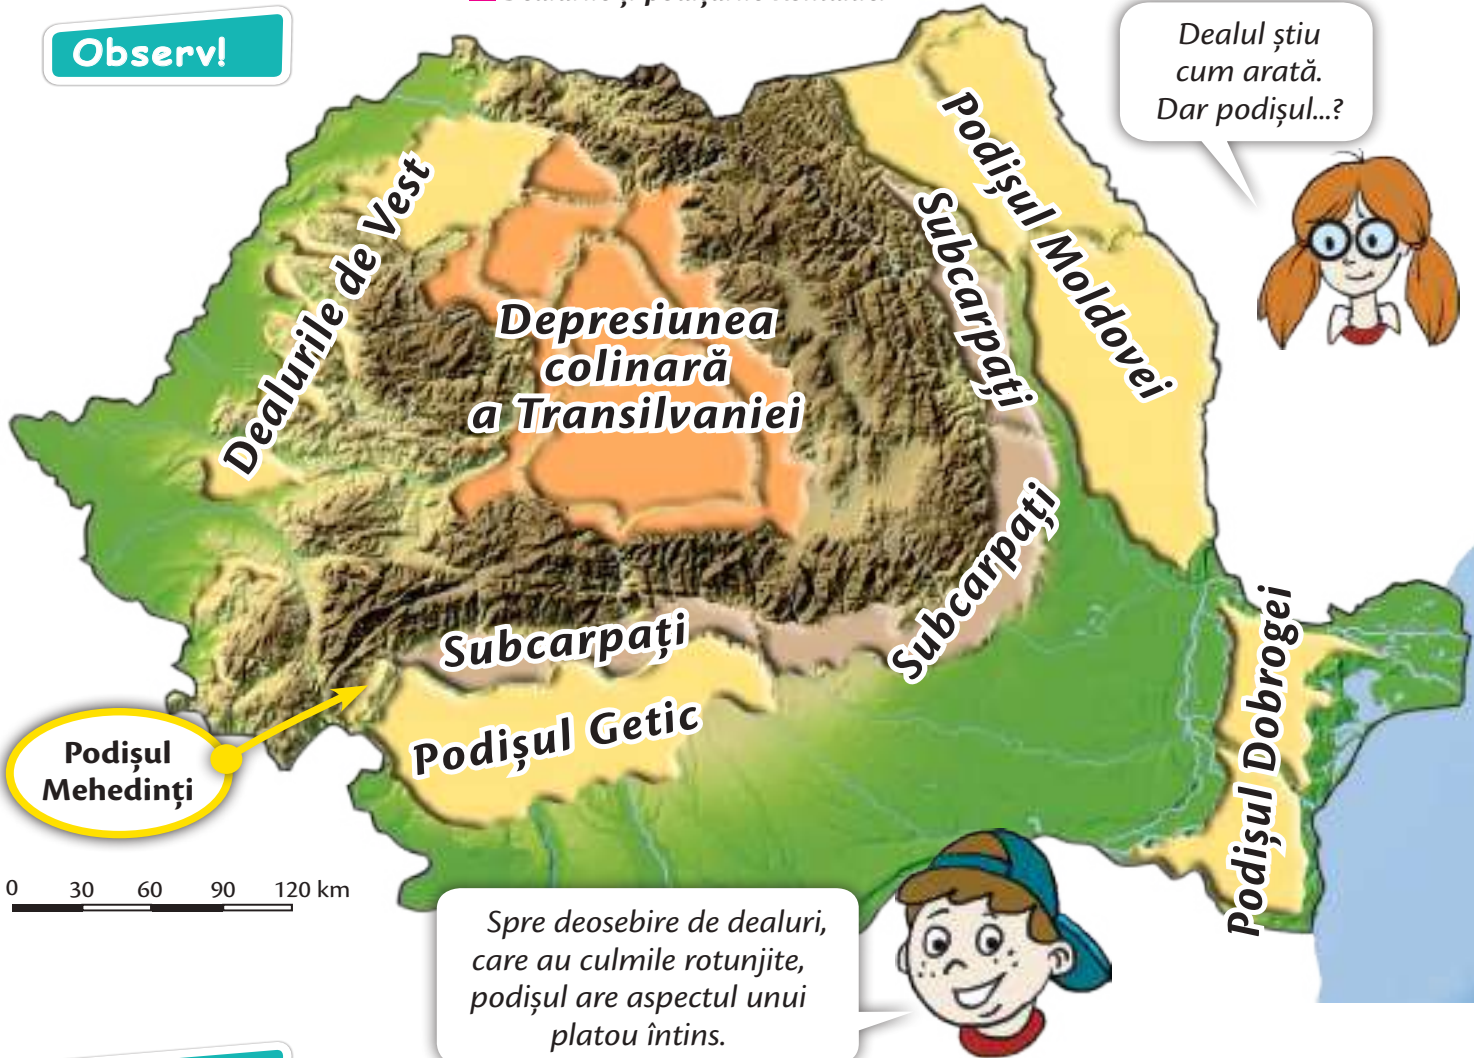 Observ!
Dealul știu
cum arată.
Dar podișul...?
Podișul Moldovei
Subcarpați
Dealurile de Vest
Depresiunea
colinară
a Transilvaniei
Subcarpați
Subcarpați
Podișul Getic
Podișul Dobrogei
Podișul
Mehedinți
0 30 60 90 120 km
Spre deosebire de dealuri,
care au culmile rotunjite,
podișul are aspectul unui
platou întins.